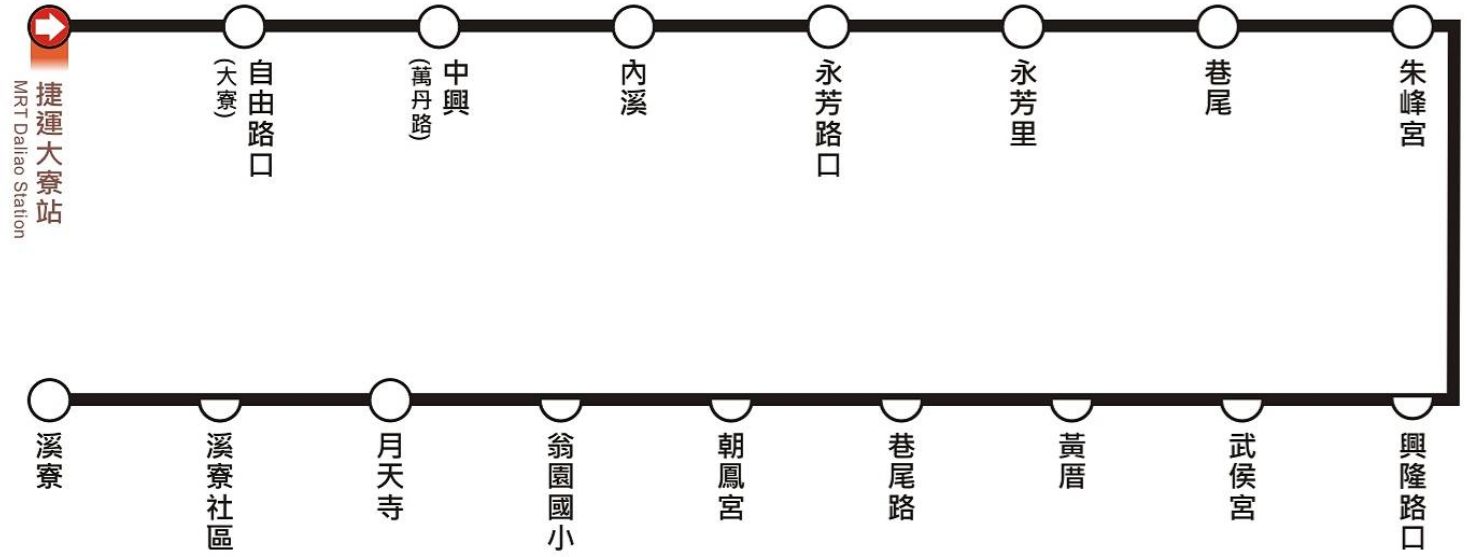 捷運大寮站
MRT Daliao Station
自由路口
(大寮)
中興
(萬丹路)
內溪
永芳路口
永芳里
巷尾
朱峰宮
溪寮
溪寮社區
月天寺
翁園國小
朝鳳宮
巷尾路
黃厝
武侯宮
興隆路口